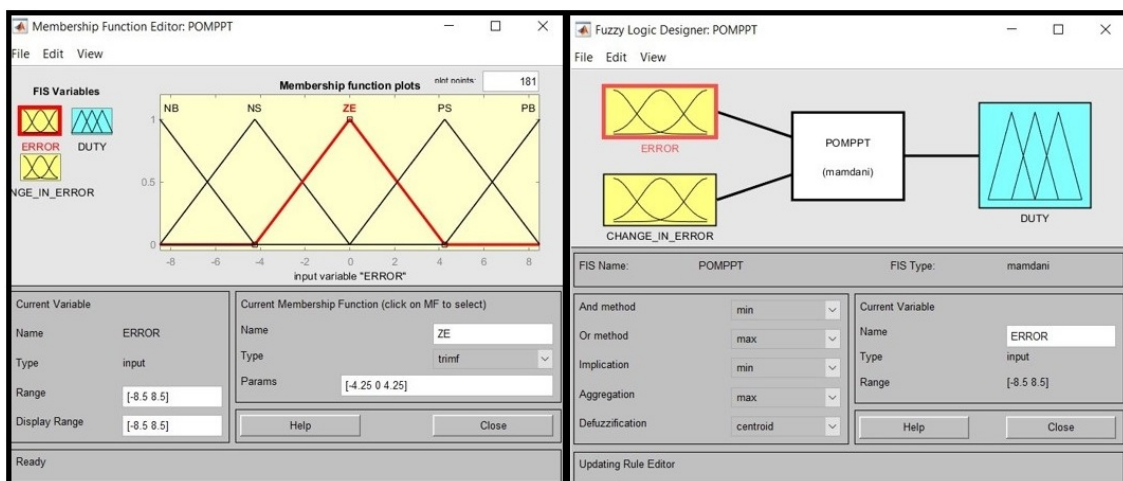 Membership Function Editor: POMPPT
File Edit View
FIS Variables
ERROR
DUTY
NGE_IN_ERROR
Membership function plots
plot points:
181
NB NS ZE PS PB
1
0.5
0
-8 -6 -4 -2 0 2 4 6 8
input variable "ERROR"
Current Variable
Name ERROR
Type input
Range [-8.5 8.5]
Display Range [-8.5 8.5]
Current Membership Function (click on MF to select)
Name ZE
Type trimf
Params [-4.25 0 4.25]
Help Close
Ready
Fuzzy Logic Designer: POMPPT
File Edit View
ERROR
CHANGE_IN_ERROR
POMPPT
(mamdani)
DUTY
FIS Name: POMPPT FIS Type: mamdani
And method min
Or method max
Implication min
Aggregation max
Defuzzification centroid
Current Variable
Name ERROR
Type input
Range [-8.5 8.5]
Help Close
Updating Rule Editor